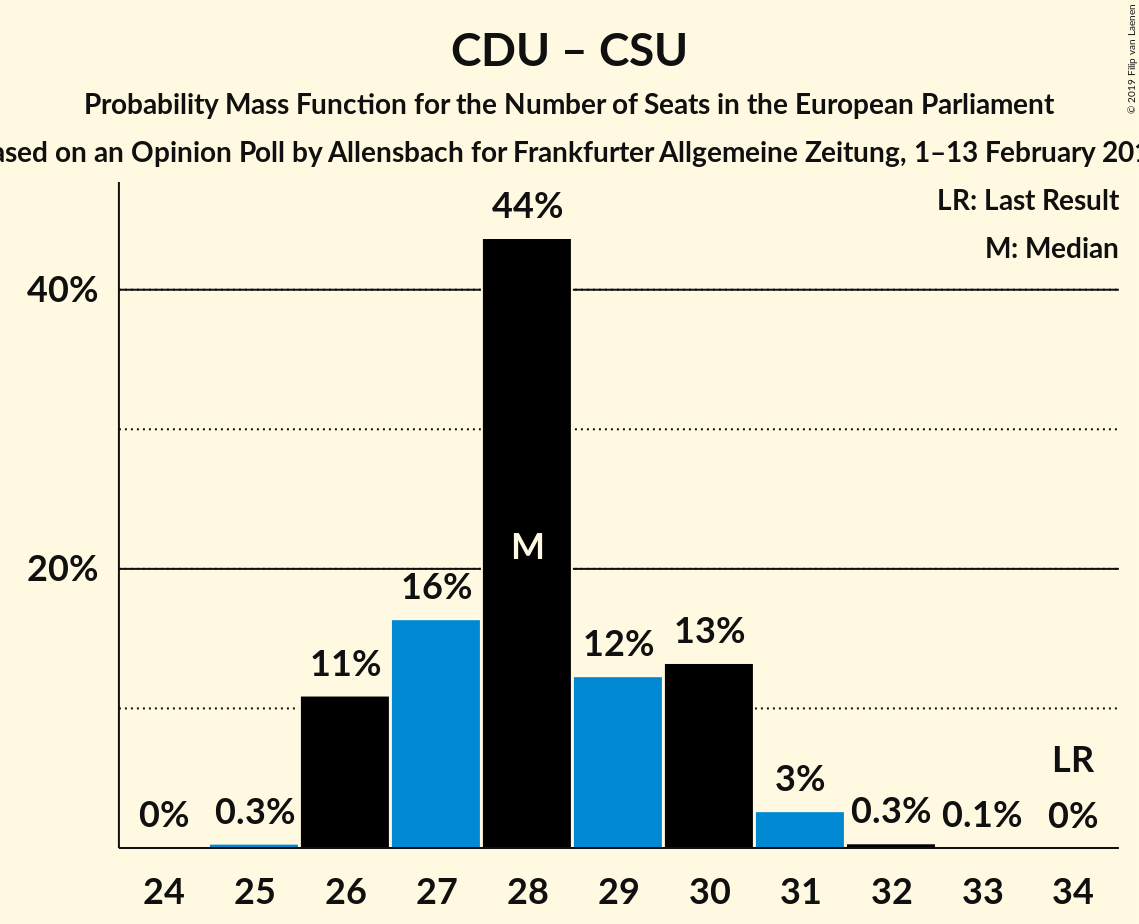 CDU – CSU
Probability Mass Function for the Number of Seats in the European Parliament
on an Opinion Poll by Allensbach for Frankfurter Allgemeine Zeitung, 1–13 February
© 2019 Filip van Laenen
LR: Last Result
M: Median
40%
20%
0%
0.3%
11%
16%
44%
M
12%
13%
3%
0.3%
0.1%
LR
0%
24 25 26 27 28 29 30 31 32 33 34